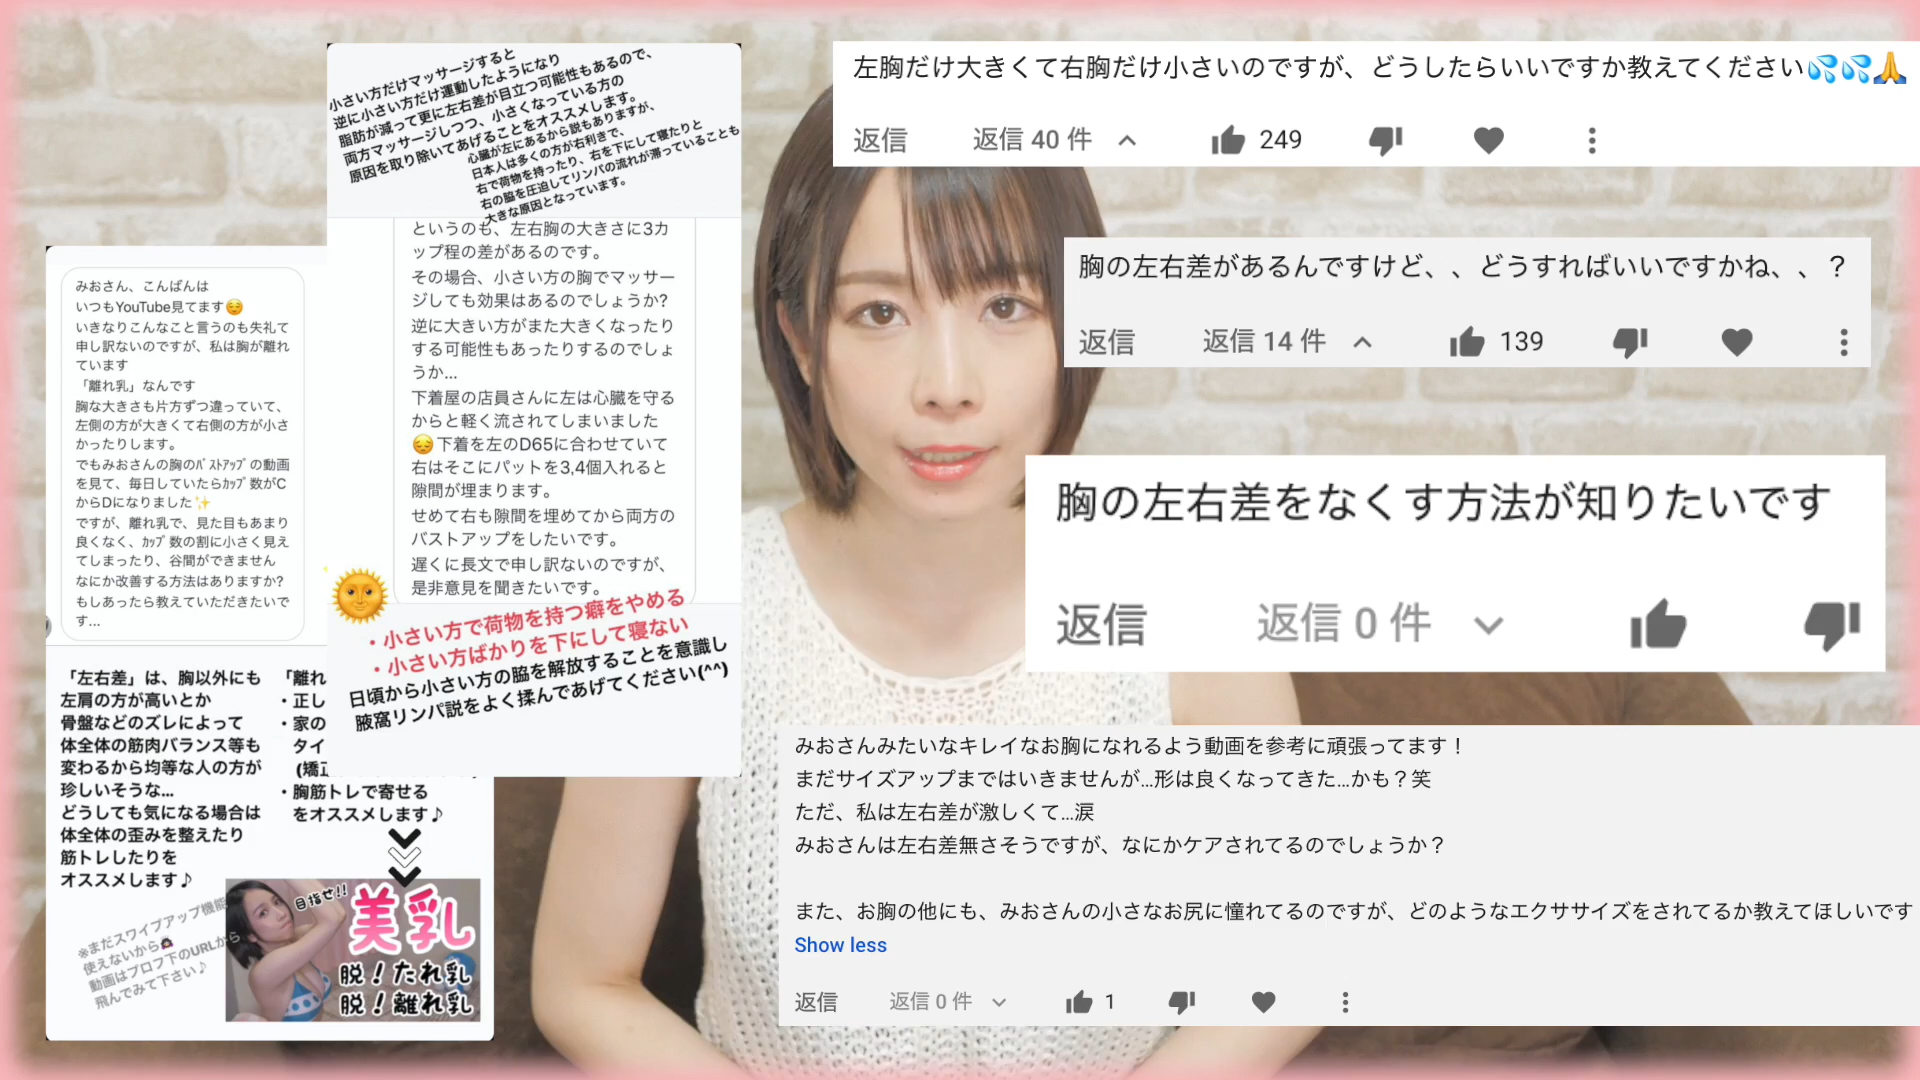 みおさん、こんばんは
いつもYouTube見てます😌
いきなりこんなこと言うのも失礼て
申し訳ないのですが、私は胸が離れ
ています
「離れ乳」なんです
胸な大きさも片方ずつ違っていて、
左側の方が大きくて右側の方が小さ
かったりします。
でもみおさんの胸のﾊﾞｽﾄｱｯﾌﾟの動画
を見て、毎日していたらｶｯﾌﾟ数がC
からDになりました✨
ですが、離れ乳で、見た目もあまり
良くなく、ｶｯﾌﾟ数の割に小さく見え
てしまったり、谷間ができません
なにか改善する方法はありますか?
もしあったら教えていただきたいで
す...
「左右差」は、胸以外にも
左肩の方が高いとか
骨盤などのズレによって
体全体の筋肉バランス等も
変わるから均等な人の方が
珍しいそうな...
どうしても気になる場合は
体全体の歪みを整えたり
筋トレしたりを
オススメします♪
「離れ
・正し
・家の
タイ
(矯正
・胸筋トレで寄せる
をオススメします♪
※まだスワイプアップ機能
使えないから🙇🏻‍♀️
動画はプロフ下のURLから
飛んでみて下さい♪
目指せ!!
美乳
脱！たれ乳
脱！離れ乳
小さい方だけマッサージすると
逆に小さい方だけ運動したようになり
脂肪が減って更に左右差が目立つ可能性もあるので、
両方マッサージしつつ、小さくなっている方の
原因を取り除いてあげることをオススメします。
心臓が左にあるから説もありますが、
日本人は多くの方が右利きで、
右で荷物を持ったり、右を下にして寝たりと
右の脇を圧迫してリンパの流れが滞っていることも
大きな原因となっています。
というのも、左右胸の大きさに3カ
ップ程の差があるのです。
その場合、小さい方の胸でマッサー
ジしても効果はあるのでしょうか?
逆に大きい方がまた大きくなったり
する可能性もあったりするのでしょ
うか...
下着屋の店員さんに左は心臓を守る
からと軽く流されてしまいました
😔下着を左のD65に合わせていて
右はそこにパットを3,4個入れると
隙間が埋まります。
せめて右も隙間を埋めてから両方の
バストアップをしたいです。
遅くに長文で申し訳ないのですが、
是非意見を聞きたいです。
・小さい方で荷物を持つ癖をやめる
・小さい方ばかりを下にして寝ない
日頃から小さい方の脇を解放することを意識し
腋窩リンパ説をよく揉んであげてください(^^)
左胸だけ大きくて右胸だけ小さいのですが、どうしたらいいですか教えてください💦💦🙏
返信 返信 40 件 249
胸の左右差があるんですけど、、どうすればいいですかね、、？
返信 返信 14 件 139
胸の左右差をなくす方法が知りたいです
返信 返信 0 件
みおさんみたいなキレイなお胸になれるよう動画を参考に頑張ってます！
まだサイズアップまではいきませんが...形は良くなってきた...かも？笑
ただ、私は左右差が激しくて...涙
みおさんは左右差無さそうですが、なにかケアされてるのでしょうか？
また、お胸の他にも、みおさんの小さなお尻に憧れてるのですが、どのようなエクササイズをされてるか教えてほしいです
Show less
返信 返信 0 件 1